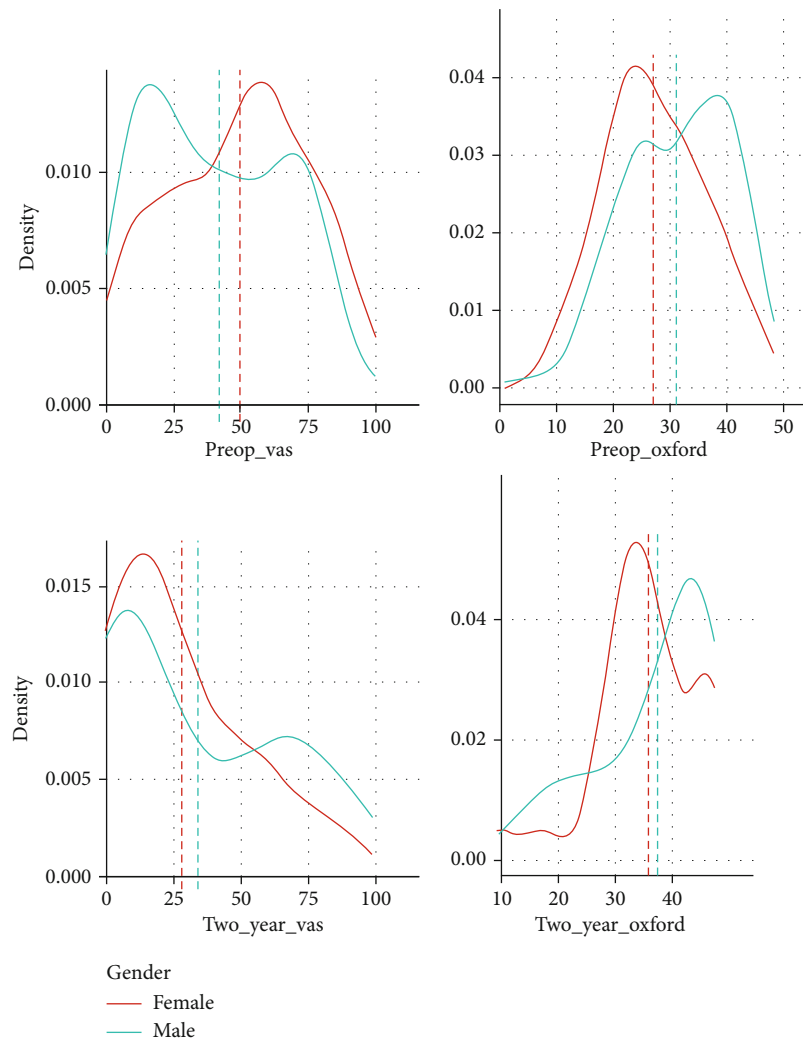 Density
0.010
0.005
0.000
0 25 50 75 100
Preop_vas
0.04
0.03
0.02
0.01
0.00
0 10 20 30 40 50
Preop_oxford
Density
0.015
0.010
0.005
0.000
0 25 50 75 100
Two_year_vas
0.04
0.02
0.00
10 20 30 40
Two_year_oxford
Gender
Female
Male